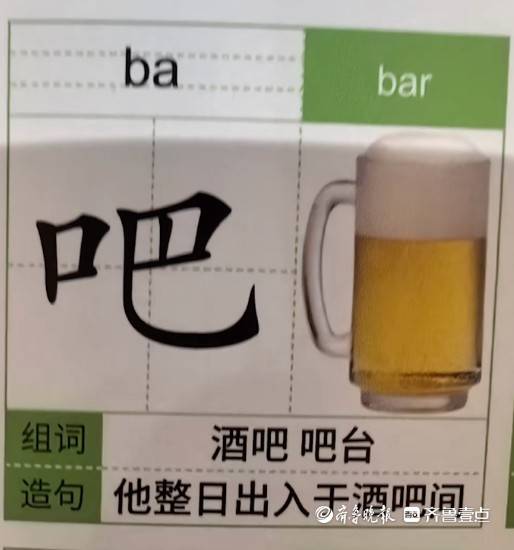 ba
bar
吧
组词
酒吧 吧台
造句
他整日出入于酒吧间
齐鲁晚报 齐鲁壹点